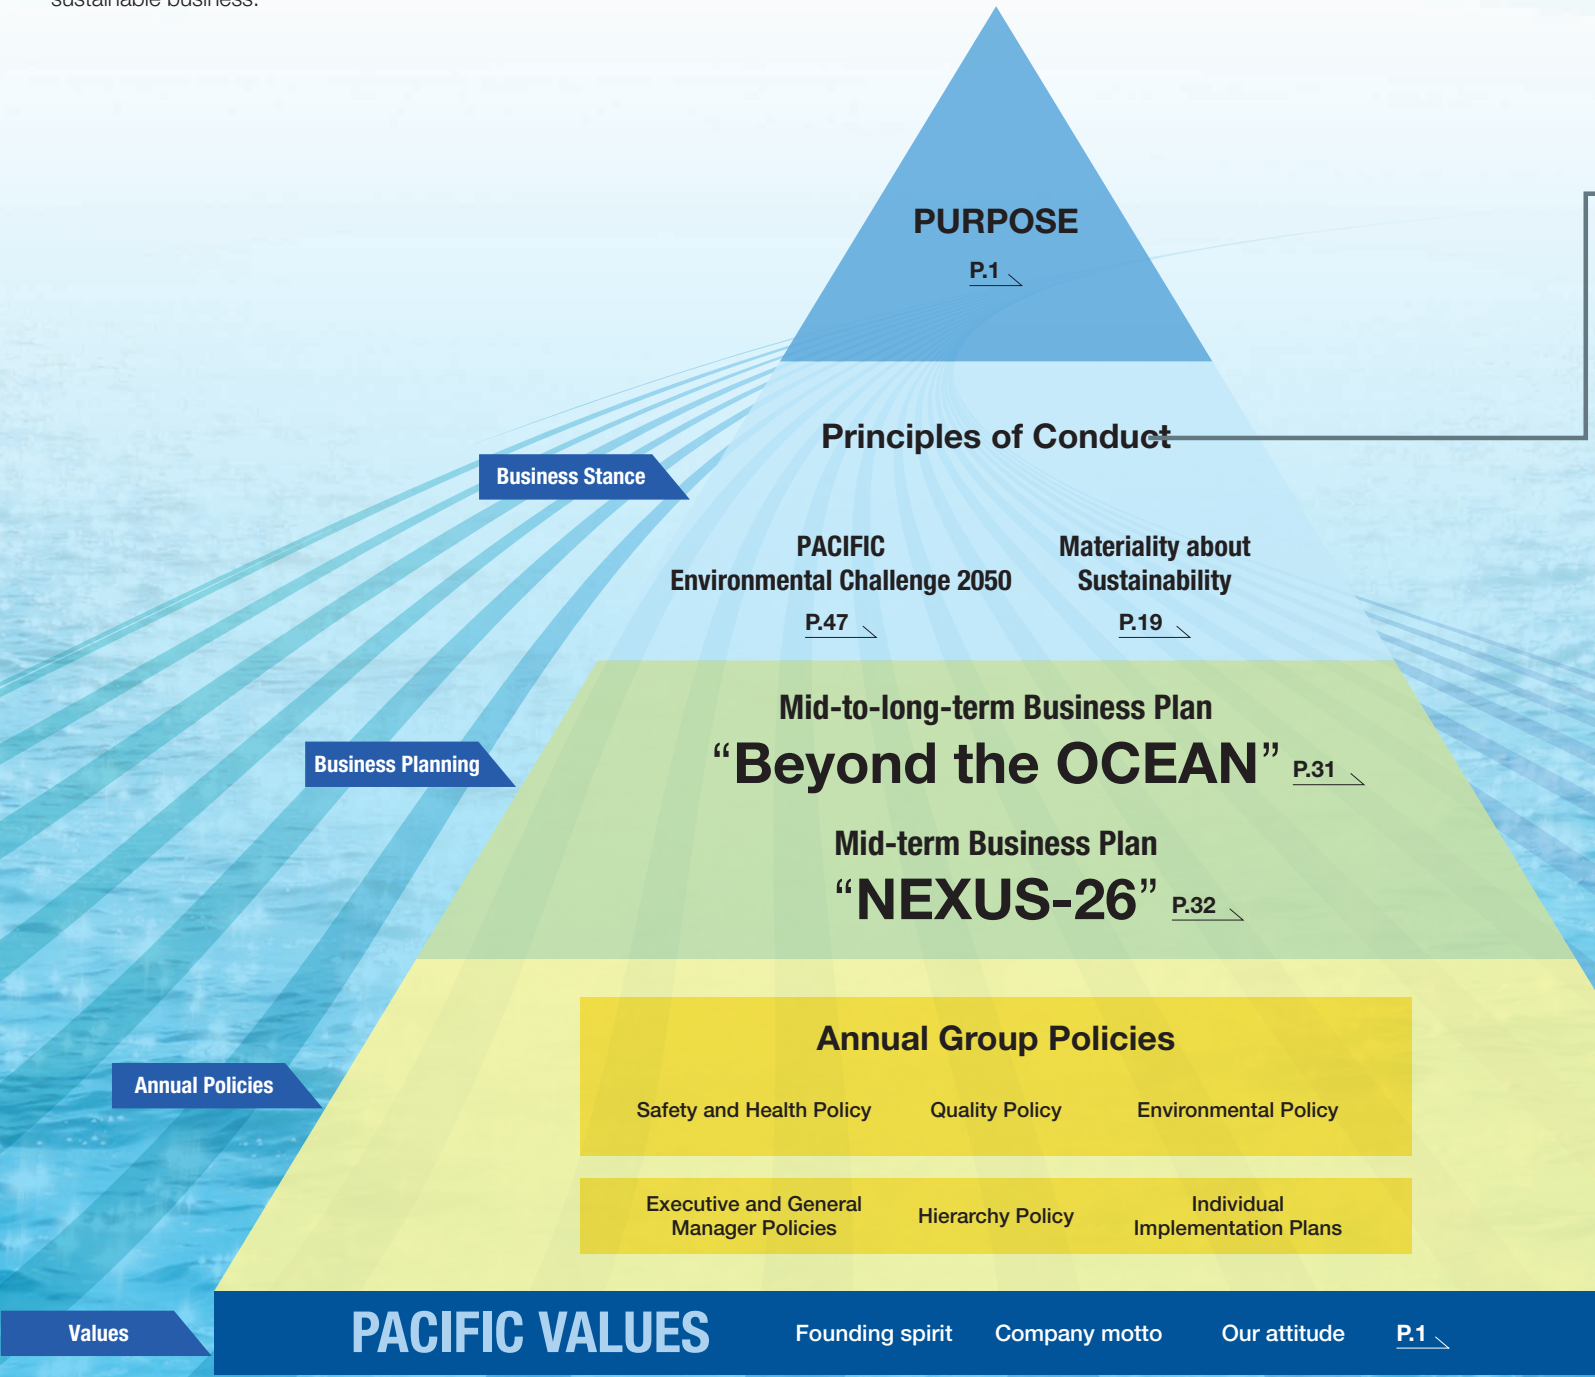 sustainable business.
PURPOSE
P.1
Principles of Conduct
Business Stance
PACIFIC
Environmental Challenge 2050
P.47
Materiality about
Sustainability
P.19
Mid-to-long-term Business Plan
“Beyond the OCEAN” P.31
Business Planning
Mid-term Business Plan
“NEXUS-26” P.32
Annual Group Policies
Annual Policies
Safety and Health Policy Quality Policy Environmental Policy
Executive and General
Manager Policies
Hierarchy Policy
Individual
Implementation Plans
Values
PACIFIC VALUES Founding spirit Company motto Our attitude P.1